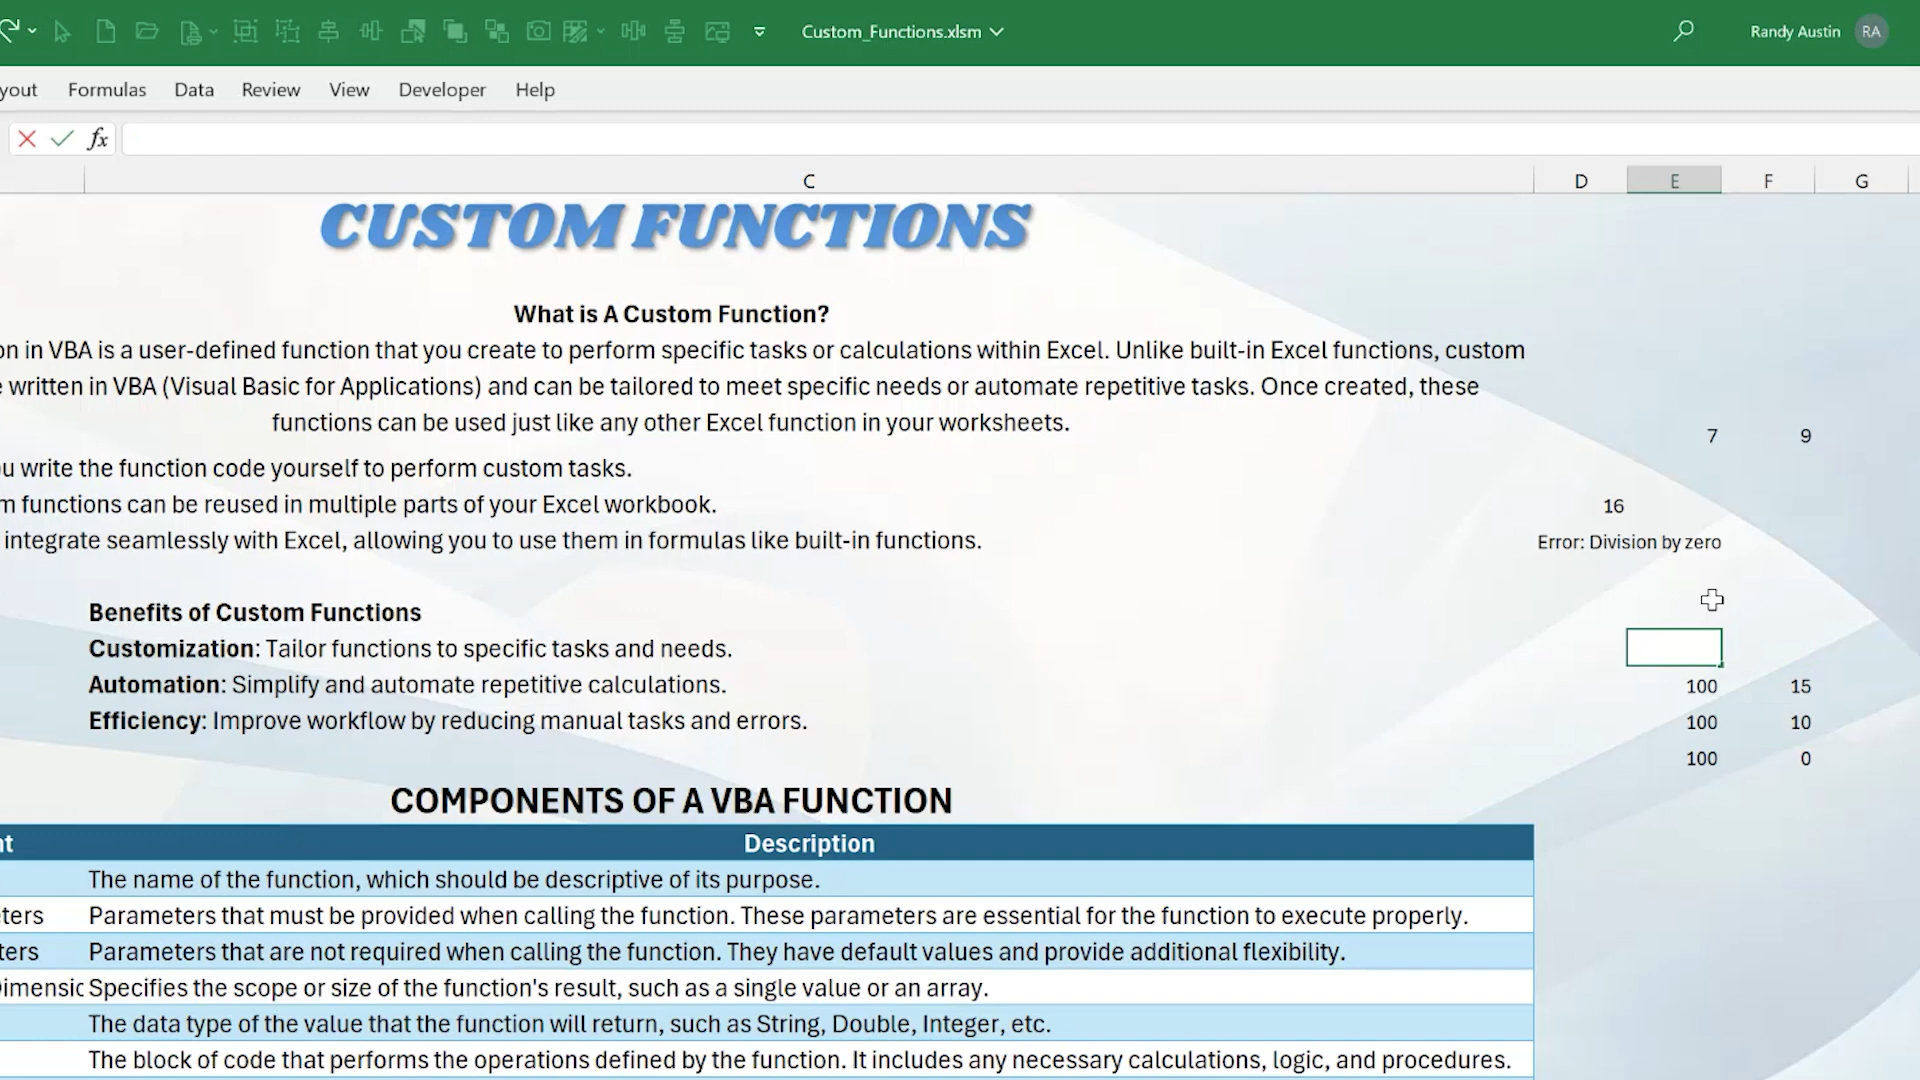 Custom_Functions.xlsm
Randy Austin
RA
yout Formulas Data Review View Developer Help
fx
C D E F G
CUSTOM FUNCTIONS
What is A Custom Function?
on in VBA is a user-defined function that you create to perform specific tasks or calculations within Excel. Unlike built-in Excel functions, custom
e written in VBA (Visual Basic for Applications) and can be tailored to meet specific needs or automate repetitive tasks. Once created, these
functions can be used just like any other Excel function in your worksheets.
7 9
ou write the function code yourself to perform custom tasks.
m functions can be reused in multiple parts of your Excel workbook.
16
integrate seamlessly with Excel, allowing you to use them in formulas like built-in functions.
Error: Division by zero
Benefits of Custom Functions
Customization: Tailor functions to specific tasks and needs.
Automation: Simplify and automate repetitive calculations.
100 15
Efficiency: Improve workflow by reducing manual tasks and errors.
100 10
100 0
COMPONENTS OF A VBA FUNCTION
nt Description
The name of the function, which should be descriptive of its purpose.
ters Parameters that must be provided when calling the function. These parameters are essential for the function to execute properly.
ters Parameters that are not required when calling the function. They have default values and provide additional flexibility.
Dimensic Specifies the scope or size of the function's result, such as a single value or an array.
The data type of the value that the function will return, such as String, Double, Integer, etc.
The block of code that performs the operations defined by the function. It includes any necessary calculations, logic, and procedures.